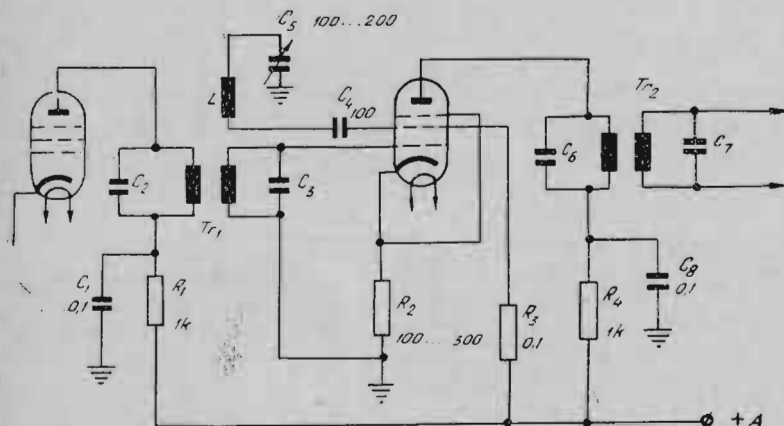 C5 100...200
L
C4
100
Tr2
C2
C3
C6
C7
Tr1
C1
0,1
R1
1k
R2
100...300
R3
0,1
R4
1k
C8
0,1
+A